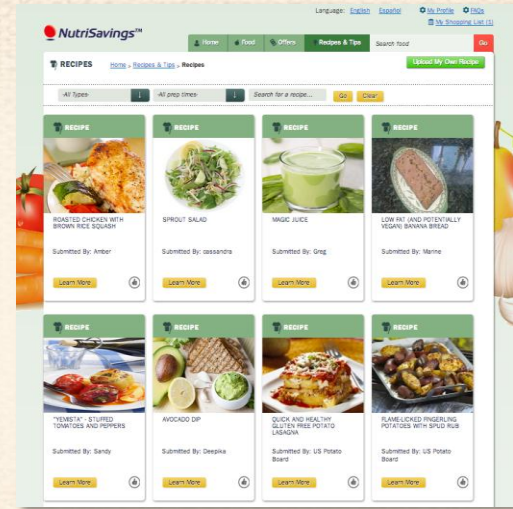 Language: English Español My Profile FAQs
My Shopping List (1)
NutriSavings™
Home Food Offers Recipes & Tips Search food Go
RECIPES Home » Recipes & Tips » Recipes Upload My Own Recipe
All Types All prep times Search for a recipe... Go Clear
RECIPE RECIPE RECIPE RECIPE
ROASTED CHICKEN WITH
BROWN RICE SQUASH
Submitted By: Amber
Learn More
SPROUT SALAD
Submitted By: cassandra
Learn More
MAGIC JUICE
Submitted By: Greg
Learn More
LOW FAT (AND POTENTIALLY
VEGAN) BANANA BREAD
Submitted By: Marine
Learn More
RECIPE RECIPE RECIPE RECIPE
"YEMISTA" - STUFFED
TOMATOES AND PEPPERS
Submitted By: Sandy
Learn More
AVOCADO DIP
Submitted By: Deepika
Learn More
QUICK AND HEALTHY
GLUTEN FREE POTATO
LASAGNA
Submitted By: US Potato
Board
Learn More
FLAME-LICKED FINGERLING
POTATOES WITH SPUD RUB
Submitted By: US Potato
Board
Learn More